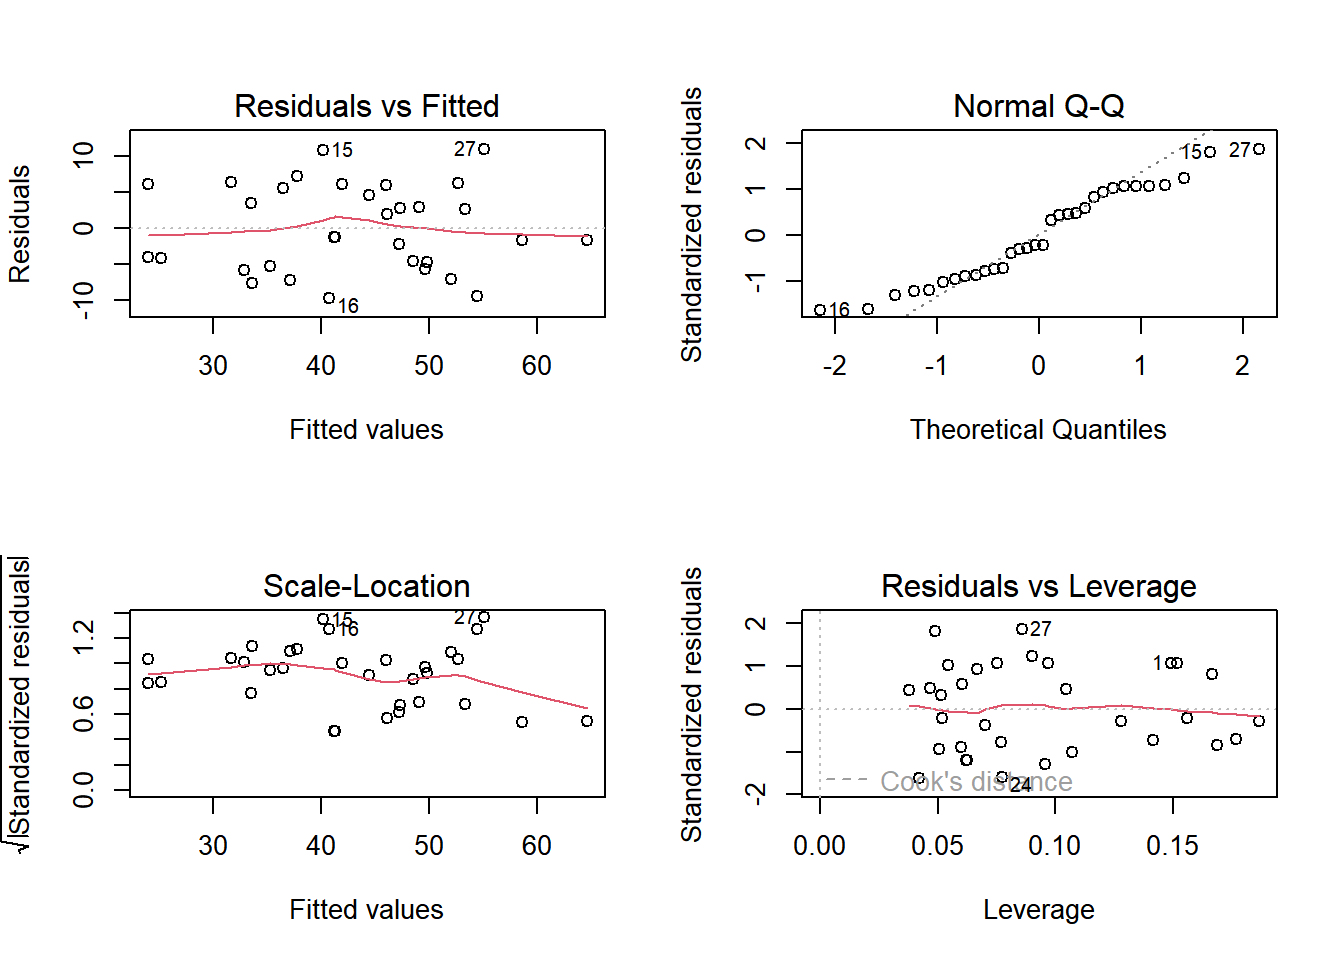 Residuals vs Fitted
Residuals
10
0
-10
15
27
16
30 40 50 60
Fitted values
Normal Q-Q
Standardized residuals
2
1
0
-1
15
27
16
-2 -1 0 1 2
Theoretical Quantiles
Scale-Location
√|Standardized residuals|
1.2
0.6
0.0
15
27
16
30 40 50 60
Fitted values
Residuals vs Leverage
Standardized residuals
2
1
0
-2
27
1
Cook's distance
24
0.00 0.05 0.10 0.15
Leverage